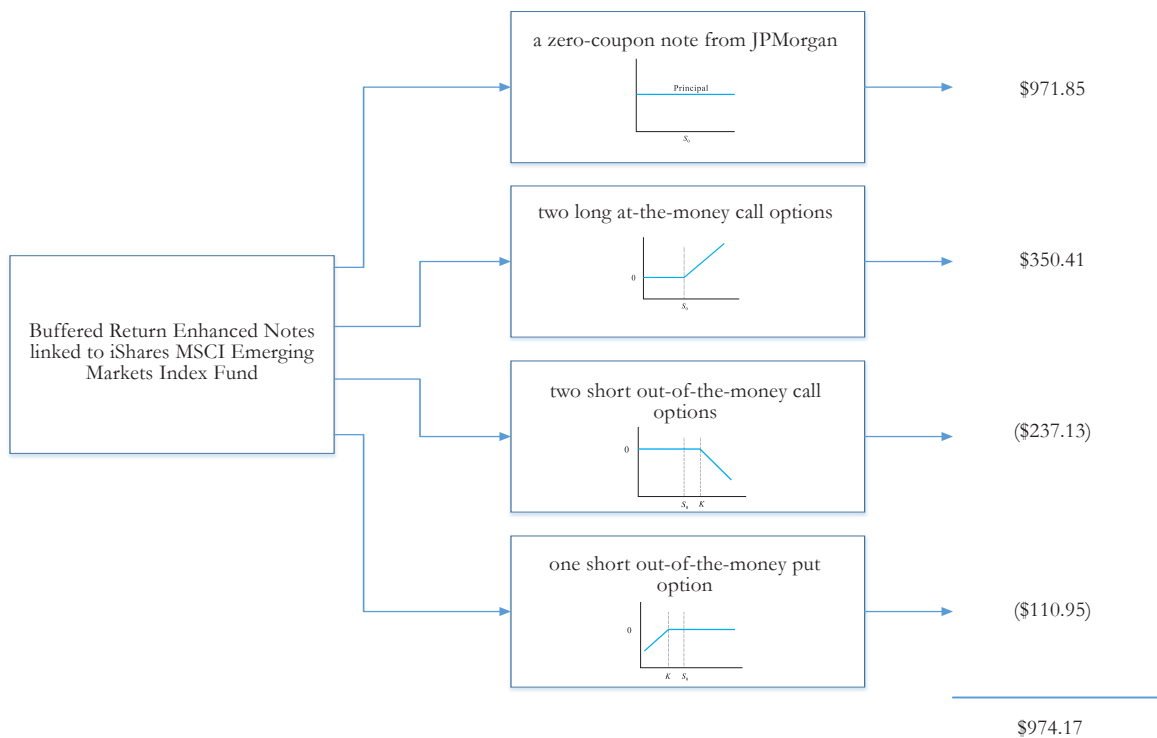 a zero-coupon note from JPMorgan
Principal
S0
$971.85
two long at-the-money call options
0
S0
$350.41
Buffered Return Enhanced Notes
linked to iShares MSCI Emerging
Markets Index Fund
two short out-of-the-money call
options
0
S0 K
($237.13)
one short out-of-the-money put
option
0
K S0
($110.95)
$974.17